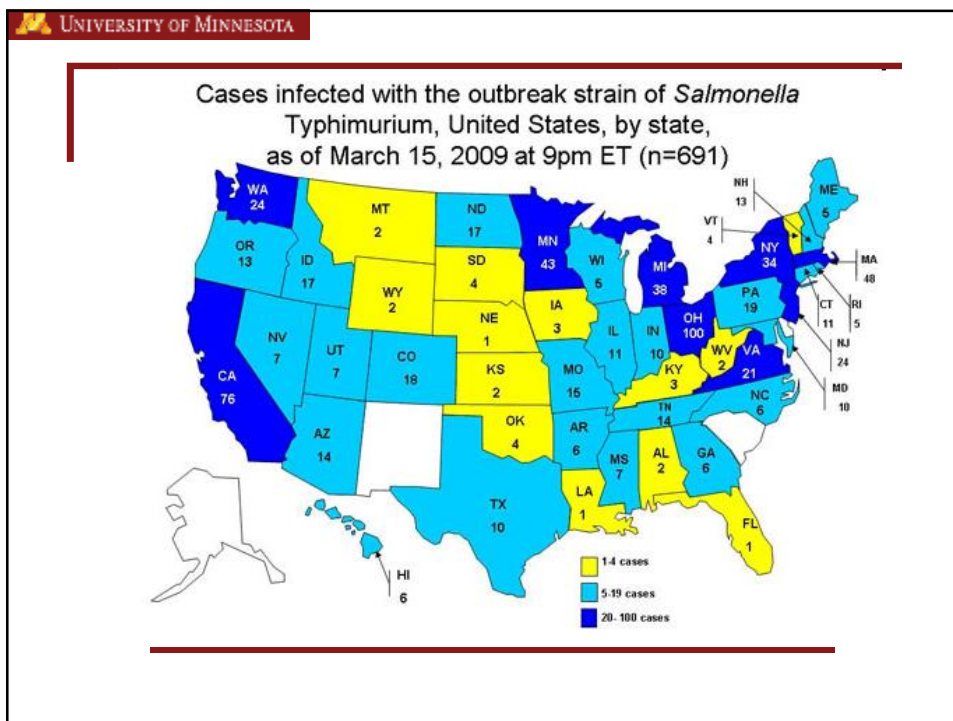 UNIVERSITY OF MINNESOTA
Cases infected with the outbreak strain of Salmonella
Typhimurium, United States, by state,
as of March 15, 2009 at 9pm ET (n=691)
WA
24
OR
13
CA
76
ID
17
NV
7
AZ
14
MT
2
WY
2
UT
7
CO
18
ND
17
SD
4
NE
1
KS
2
OK
4
TX
10
MN
43
IA
3
MO
15
AR
6
LA
1
WI
5
IL
11
MS
7
MI
38
IN
10
OH
100
KY
3
TN
14
AL
2
GA
6
FL
1
WV
2
VA
21
NC
6
PA
19
NY
34
VT
4
NH
13
ME
5
MA
48
RI
5
CT
11
NJ
24
MD
10
HI
6
1-4 cases
5-19 cases
20-100 cases